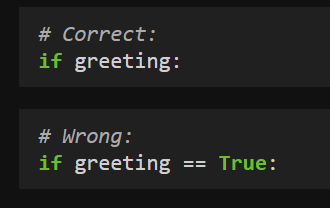 # Correct:
if greeting:
# Wrong:
if greeting == True: